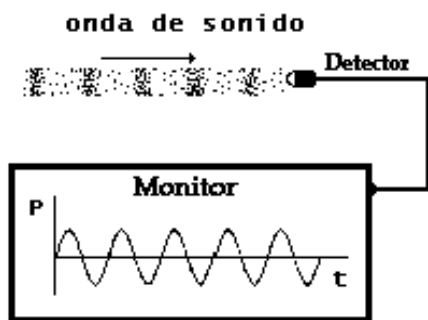 onda de sonido
Detector
Monitor
P
t